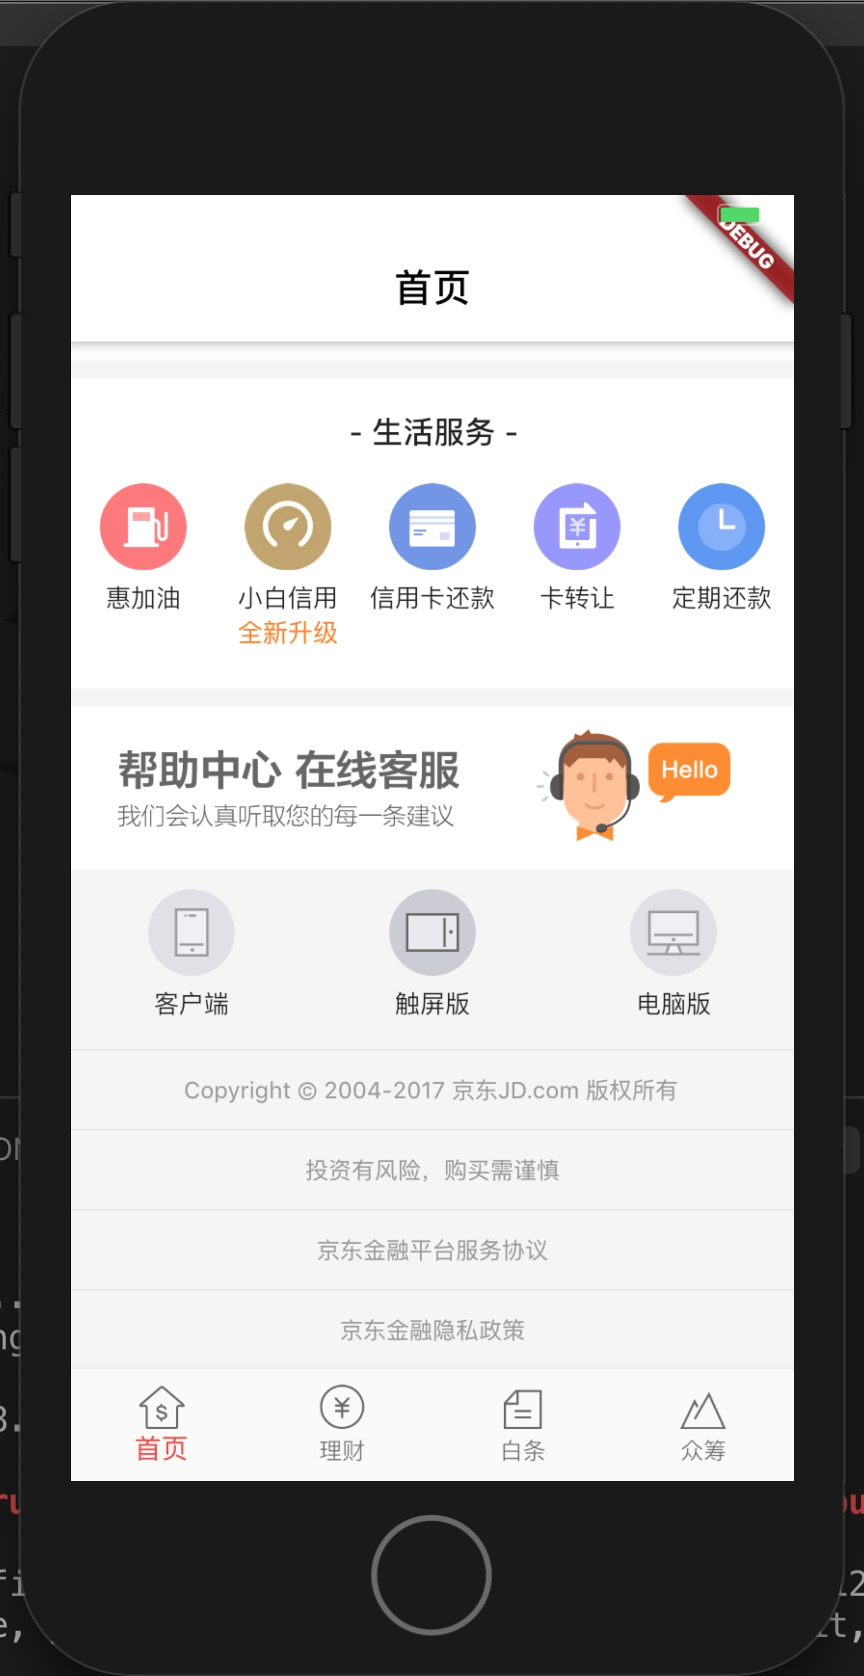 DEBUG
首页
- 生活服务 -
惠加油
小白信用
信用卡还款
卡转让
定期还款
全新升级
帮助中心 在线客服
我们会认真听取您的每一条建议
Hello
客户端
触屏版
电脑版
Copyright © 2004-2017 京东JD.com 版权所有
投资有风险，购买需谨慎
京东金融平台服务协议
京东金融隐私政策
首页
理财
白条
众筹